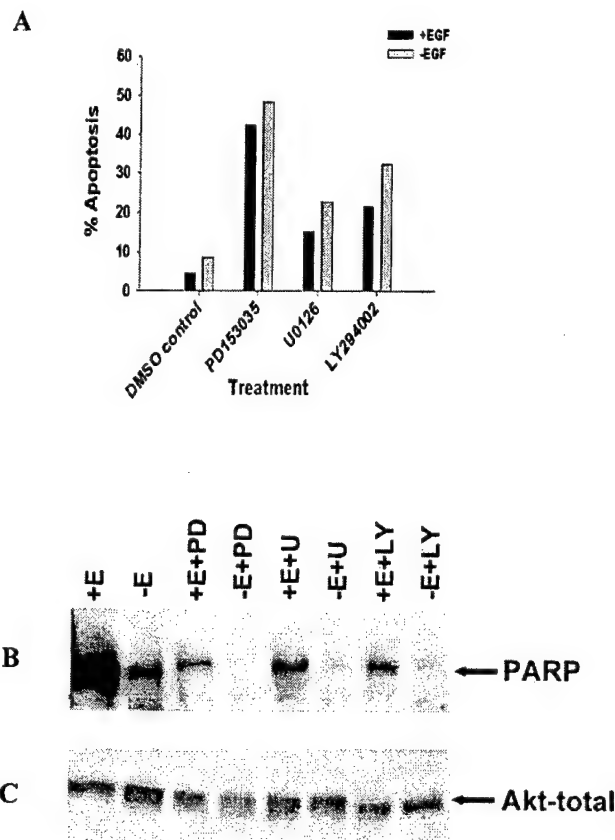 A
+EGF
-EGF
60
50
40
30
20
10
0
% Apoptosis
DMSO control
PD153035
U0126
LY294002
Treatment
+E
-E
+E+PD
-E+PD
+E+U
-E+U
+E+LY
-E+LY
B
PARP
C
Akt-total